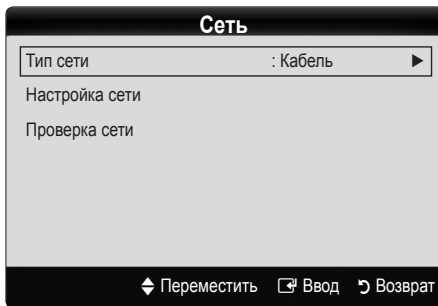 Сеть
Тип сети : Кабель ►
Настройка сети
Проверка сети
Переместить Ввод Возврат